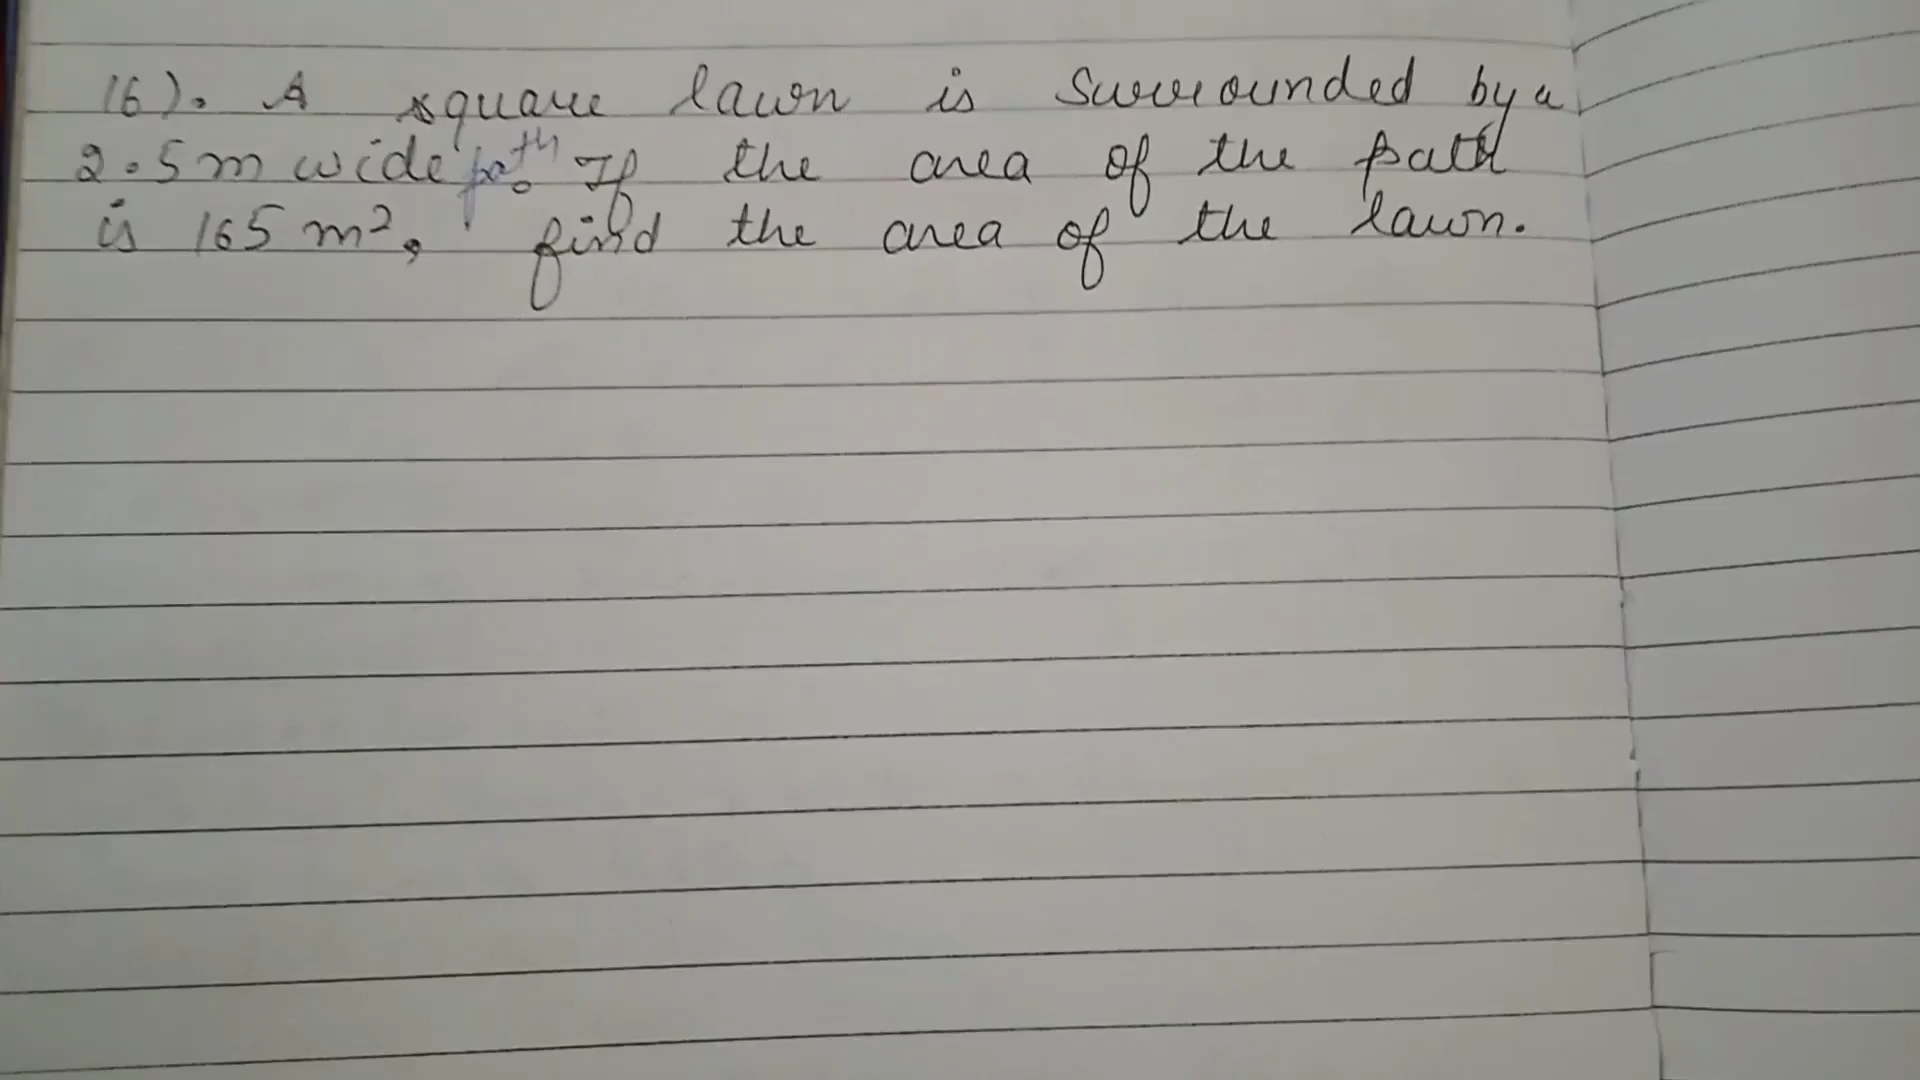 16). A square lawn is surrounded by a
2.5 m wide path. If the area of the path
is 165 m², find the area of the lawn.